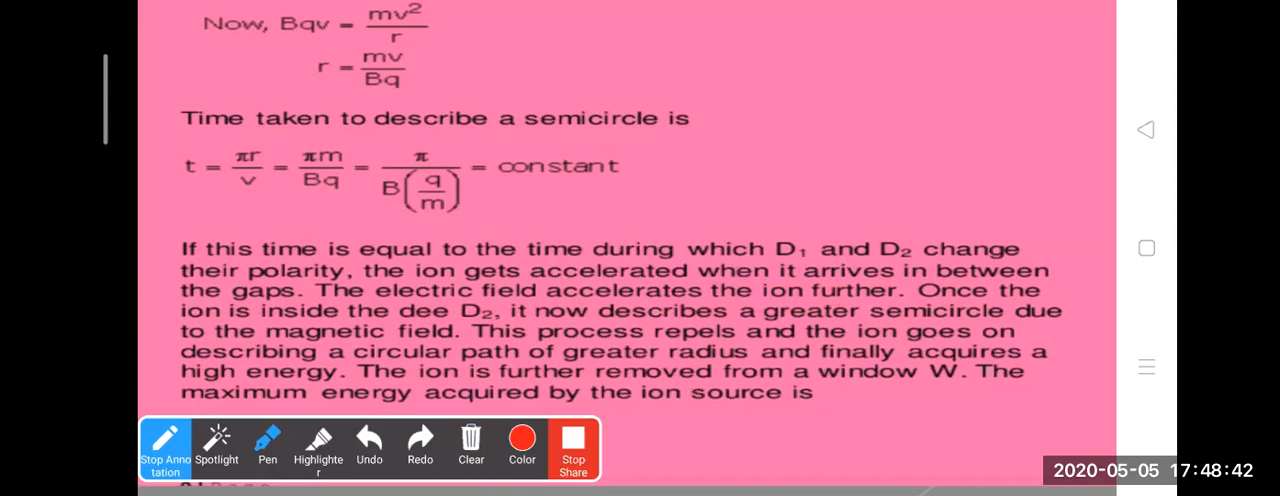 Now, Bqv = mv²/r
r = mv/Bq
Time taken to describe a semicircle is
t = πr/v = πm/Bq = π/B(q/m) = constant
If this time is equal to the time during which D₁ and D₂ change
their polarity, the ion gets accelerated when it arrives in between
the gaps. The electric field accelerates the ion further. Once the
ion is inside the dee D₂, it now describes a greater semicircle due
to the magnetic field. This process repels and the ion goes on
describing a circular path of greater radius and finally acquires a
high energy. The ion is further removed from a window W. The
maximum energy acquired by the ion source is
Stop Anno
tation
Spotlight
Pen
Highlighte
r
Undo
Redo
Clear
Color
Stop
Share
2020-05-05 17:48:42